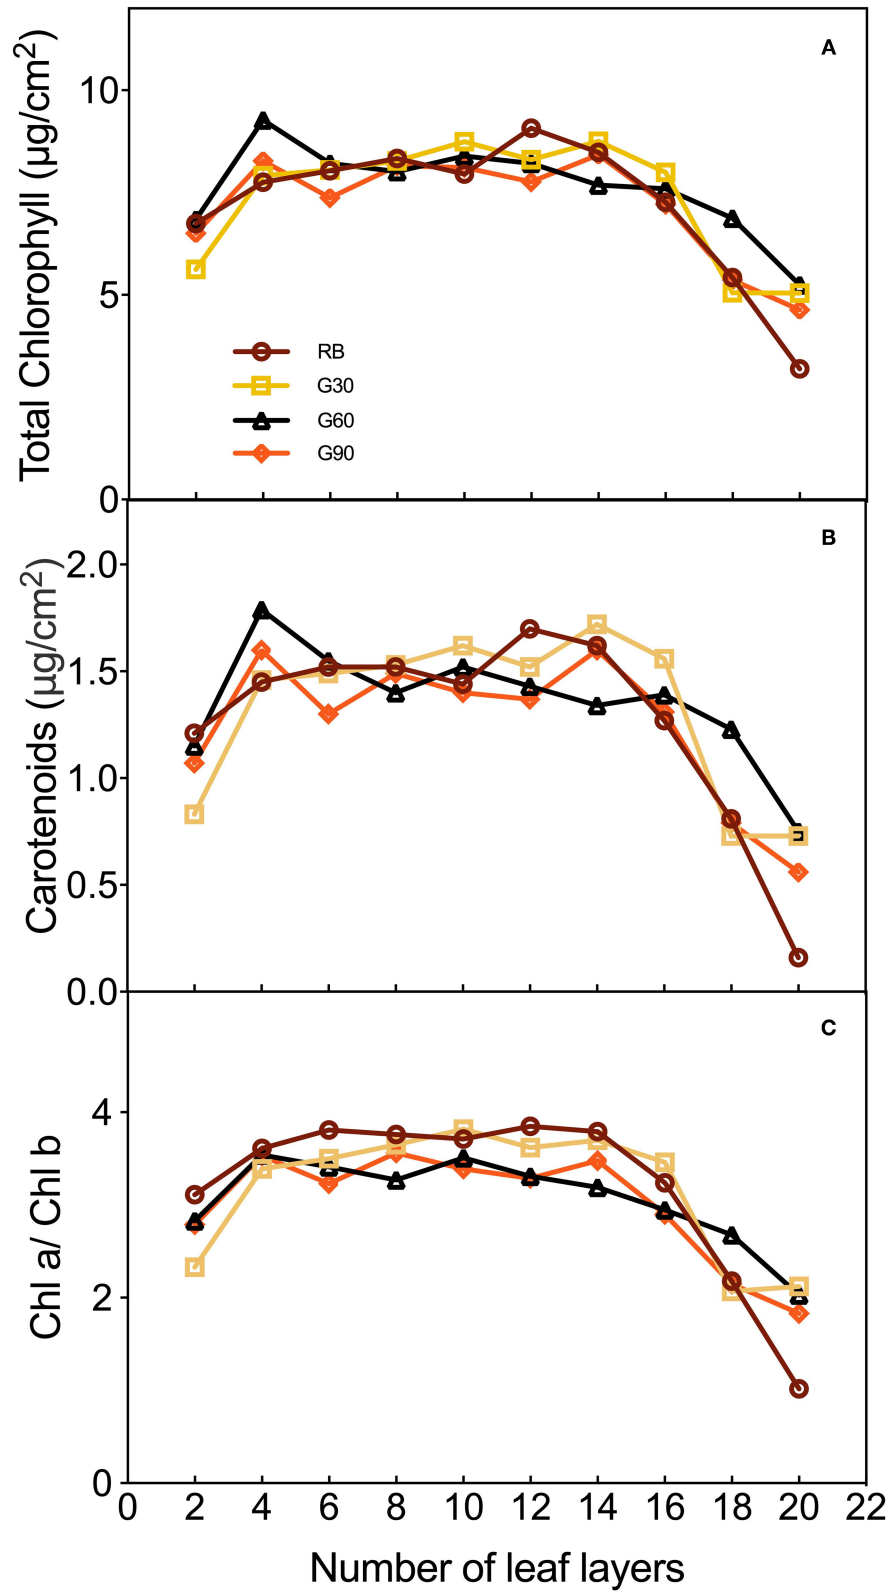 A
Total Chlorophyll (µg/cm²)
10
5
0
RB
G30
G60
G90
B
Carotenoids (µg/cm²)
2.0
1.5
1.0
0.5
0.0
C
Chl a/ Chl b
4
2
0
0 2 4 6 8 10 12 14 16 18 20 22
Number of leaf layers